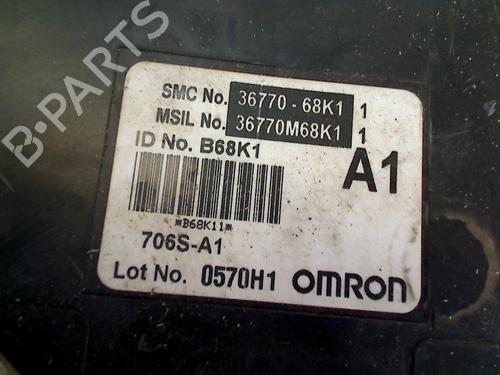 SMC No. 36770-68K1 1
MSIL No. 36770M68K1 1
ID No. B68K1
A1
*B68K11*
706S-A1
Lot No. 0570H1 OMRON
B-PARTS